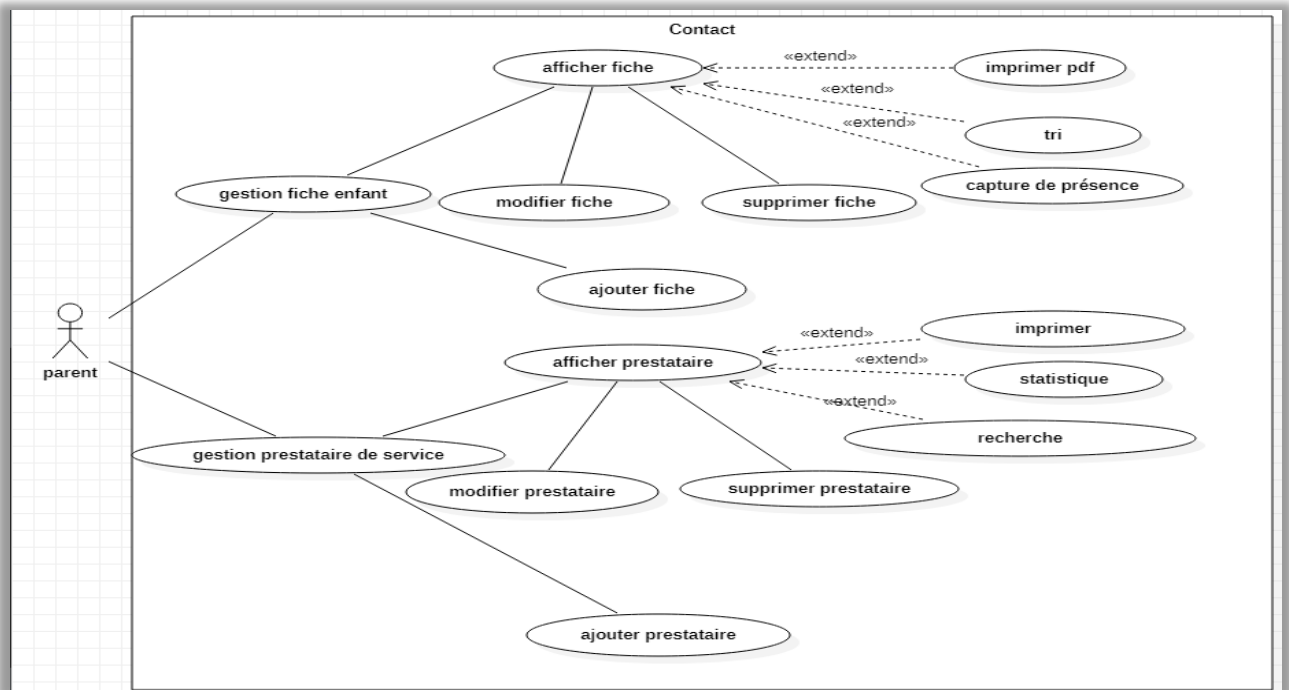 Contact
afficher fiche
«extend»
imprimer pdf
«extend»
tri
«extend»
capture de présence
gestion fiche enfant
modifier fiche
supprimer fiche
ajouter fiche
parent
afficher prestataire
«extend»
imprimer
«extend»
statistique
«extend»
recherche
gestion prestataire de service
modifier prestataire
supprimer prestataire
ajouter prestataire